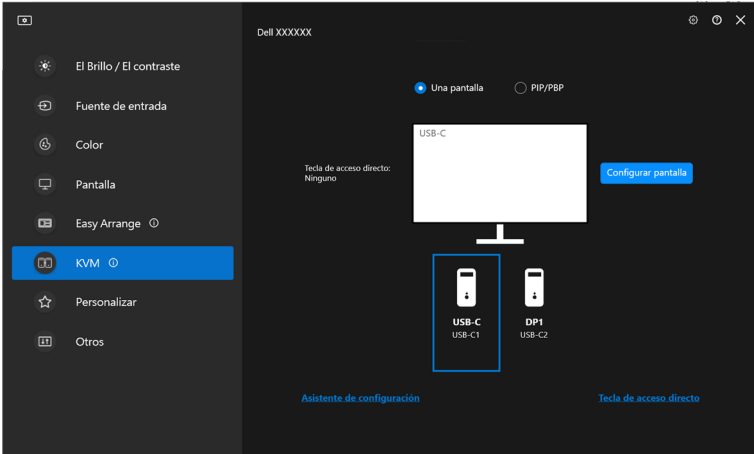 Dell XXXXXX
El Brillo / El contraste
Fuente de entrada
Color
Pantalla
Easy Arrange
KVM
Personalizar
Otros
Una pantalla
PIP/PBP
USB-C
Tecla de acceso directo:
Ninguno
Configurar pantalla
USB-C
USB-C1
DP1
USB-C2
Asistente de configuración
Tecla de acceso directo